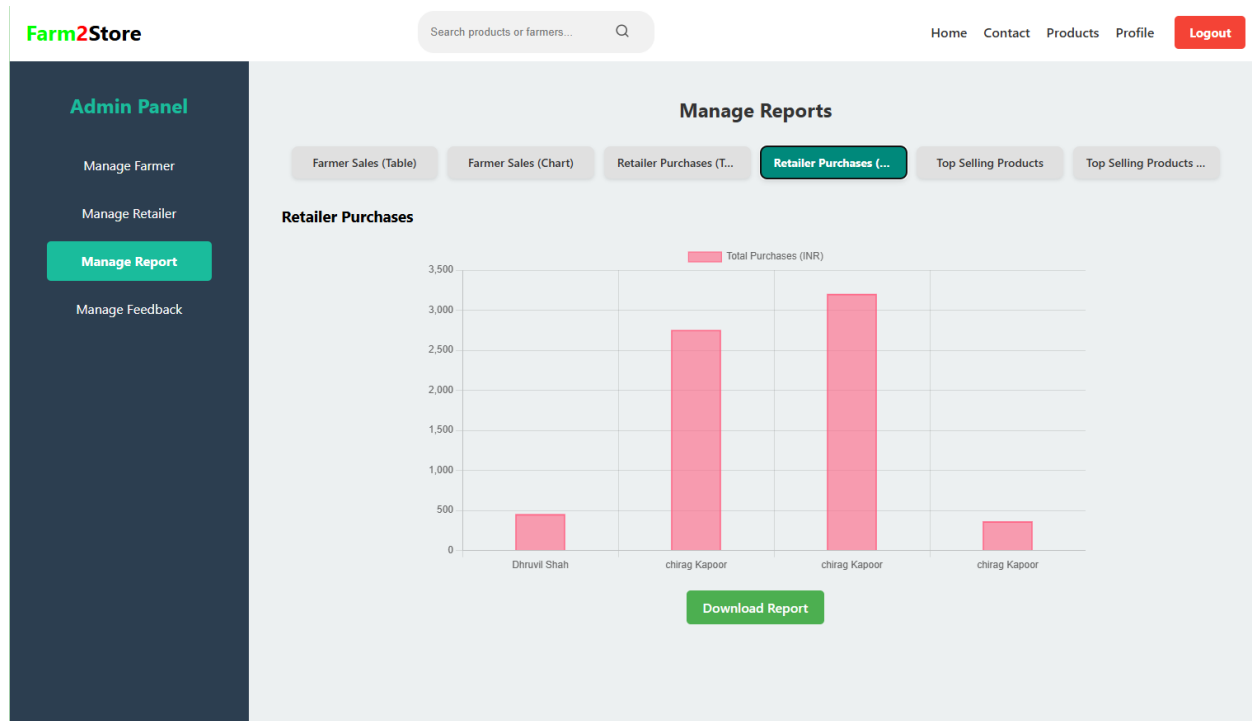 Farm2Store
Search products or farmers...
Home Contact Products Profile Logout
Admin Panel
Manage Farmer
Manage Retailer
Manage Report
Manage Feedback
Manage Reports
Farmer Sales (Table) Farmer Sales (Chart) Retailer Purchases (T... Retailer Purchases (... Top Selling Products Top Selling Products ...
Retailer Purchases
Total Purchases (INR)
3,500
3,000
2,500
2,000
1,500
1,000
500
0
Dhruvil Shah chirag Kapoor chirag Kapoor chirag Kapoor
Download Report